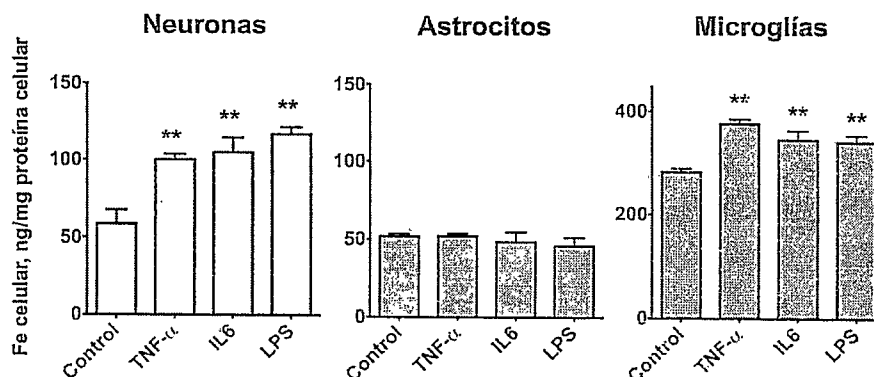 Neuronas
Astrocitos
Microglías
Fe celular, ng/mg proteína celular
150
100
50
0
**
**
**
Control
TNF-α
IL6
LPS
150
100
50
0
Control
TNF-α
IL6
LPS
400
200
0
**
**
**
Control
TNF-α
IL6
LPS